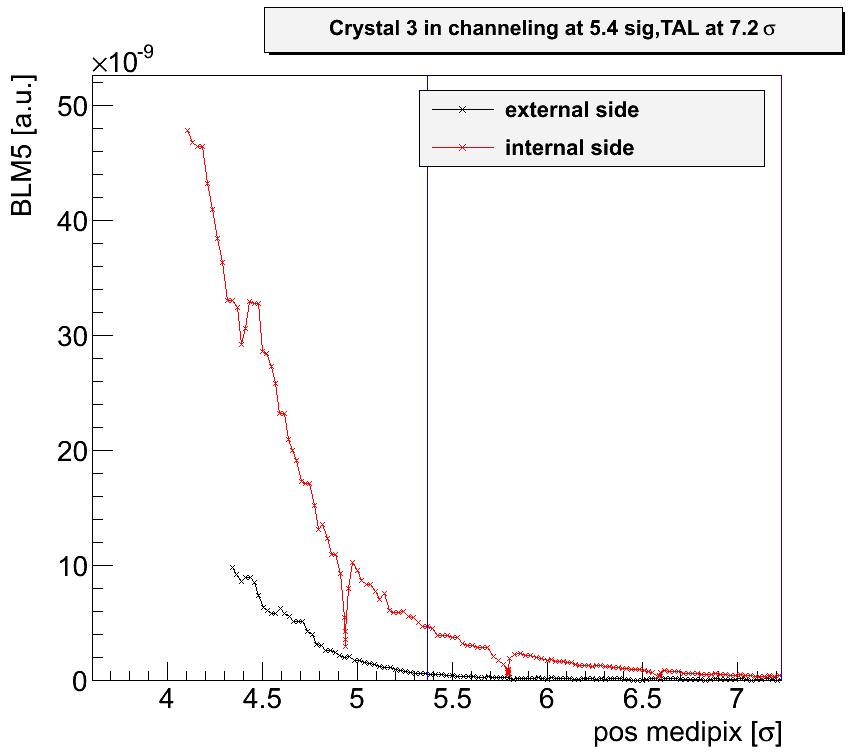 Crystal 3 in channeling at 5.4 sig,TAL at 7.2 σ
×10⁻⁹
BLM5 [a.u.]
external side
internal side
50
40
30
20
10
0
4
4.5
5
5.5
6
6.5
7
pos medipix [σ]